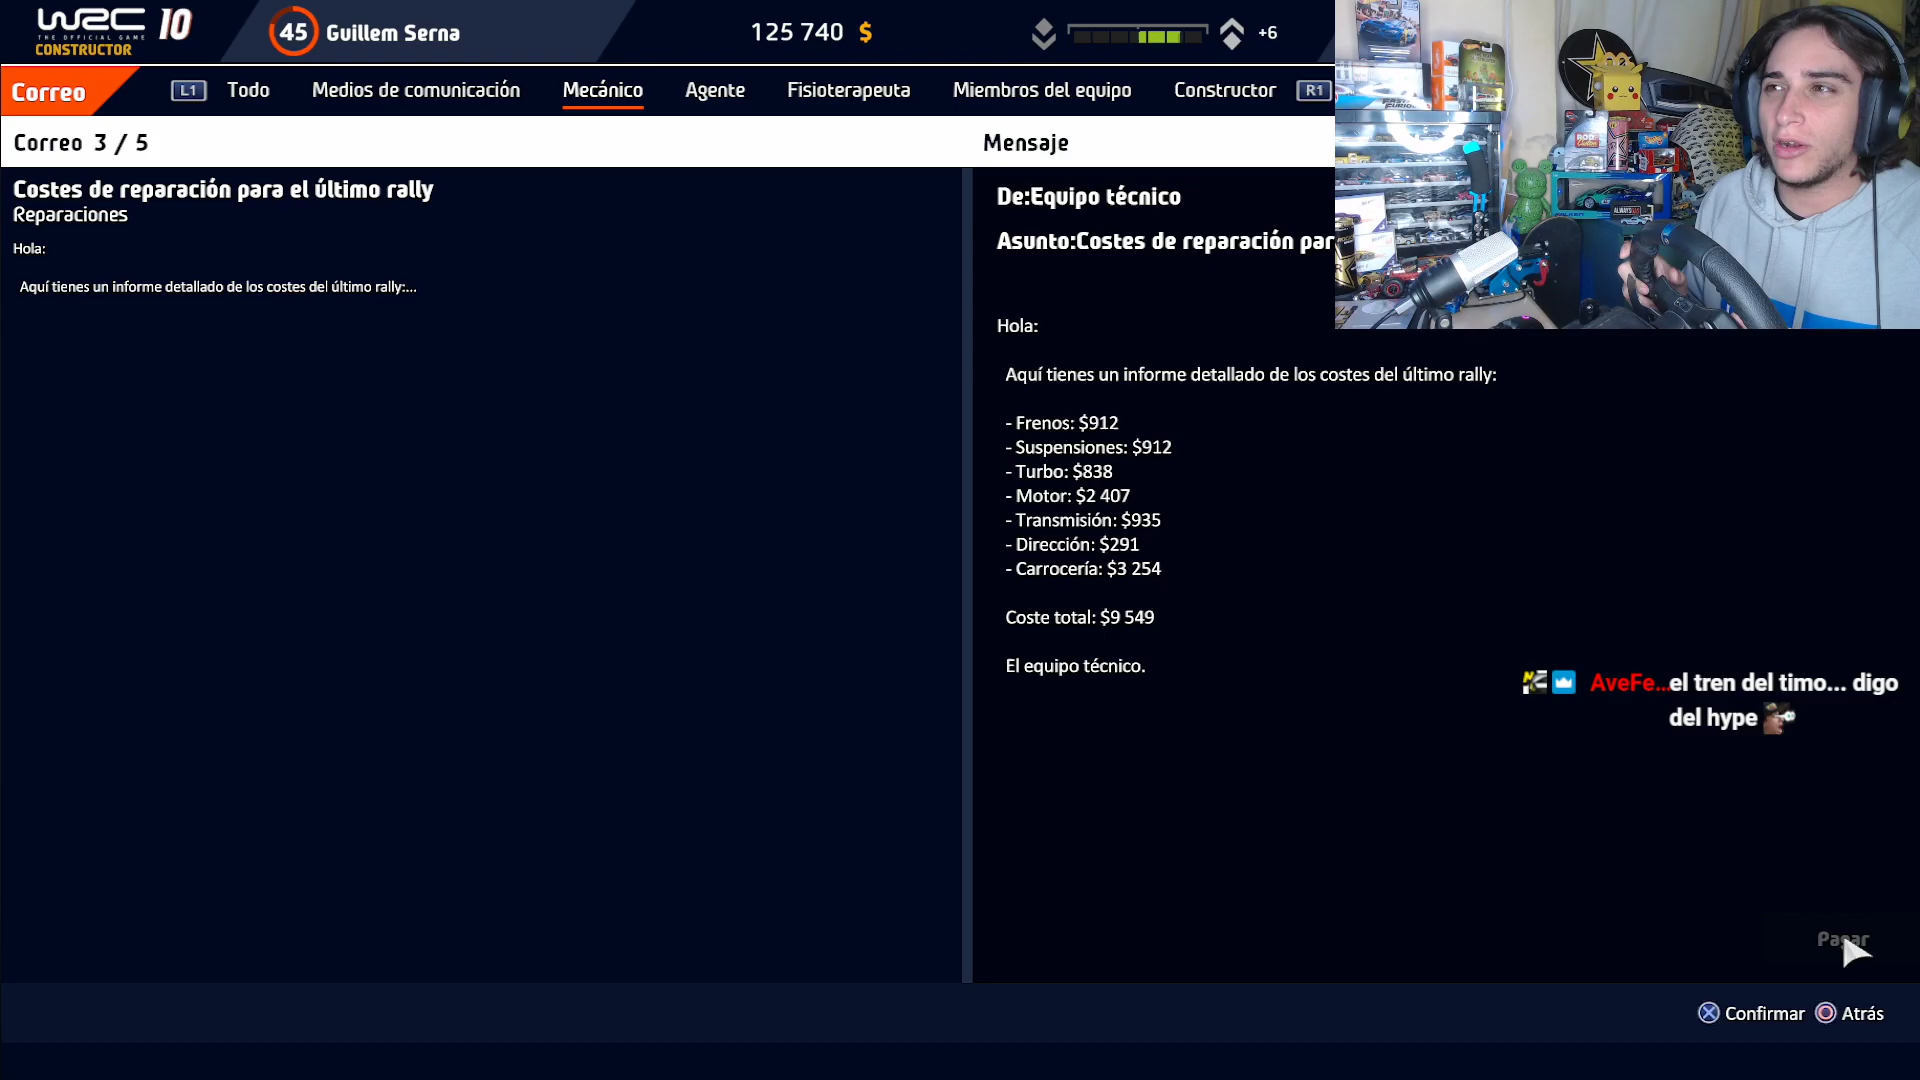 WRC 10
THE OFFICIAL GAME
CONSTRUCTOR
45 Guillem Serna
125 740 $
+6
Correo
L1 Todo Medios de comunicación Mecánico Agente Fisioterapeuta Miembros del equipo Constructor R1
Correo 3 / 5
Mensaje
Costes de reparación para el último rally
Reparaciones
Hola:
Aquí tienes un informe detallado de los costes del último rally:...
De:Equipo técnico
Asunto:Costes de reparación par
Hola:
Aquí tienes un informe detallado de los costes del último rally:
- Frenos: $912
- Suspensiones: $912
- Turbo: $838
- Motor: $2 407
- Transmisión: $935
- Dirección: $291
- Carrocería: $3 254
Coste total: $9 549
El equipo técnico.
AveFe...el tren del timo... digo
del hype
Pagar
Confirmar Atrás